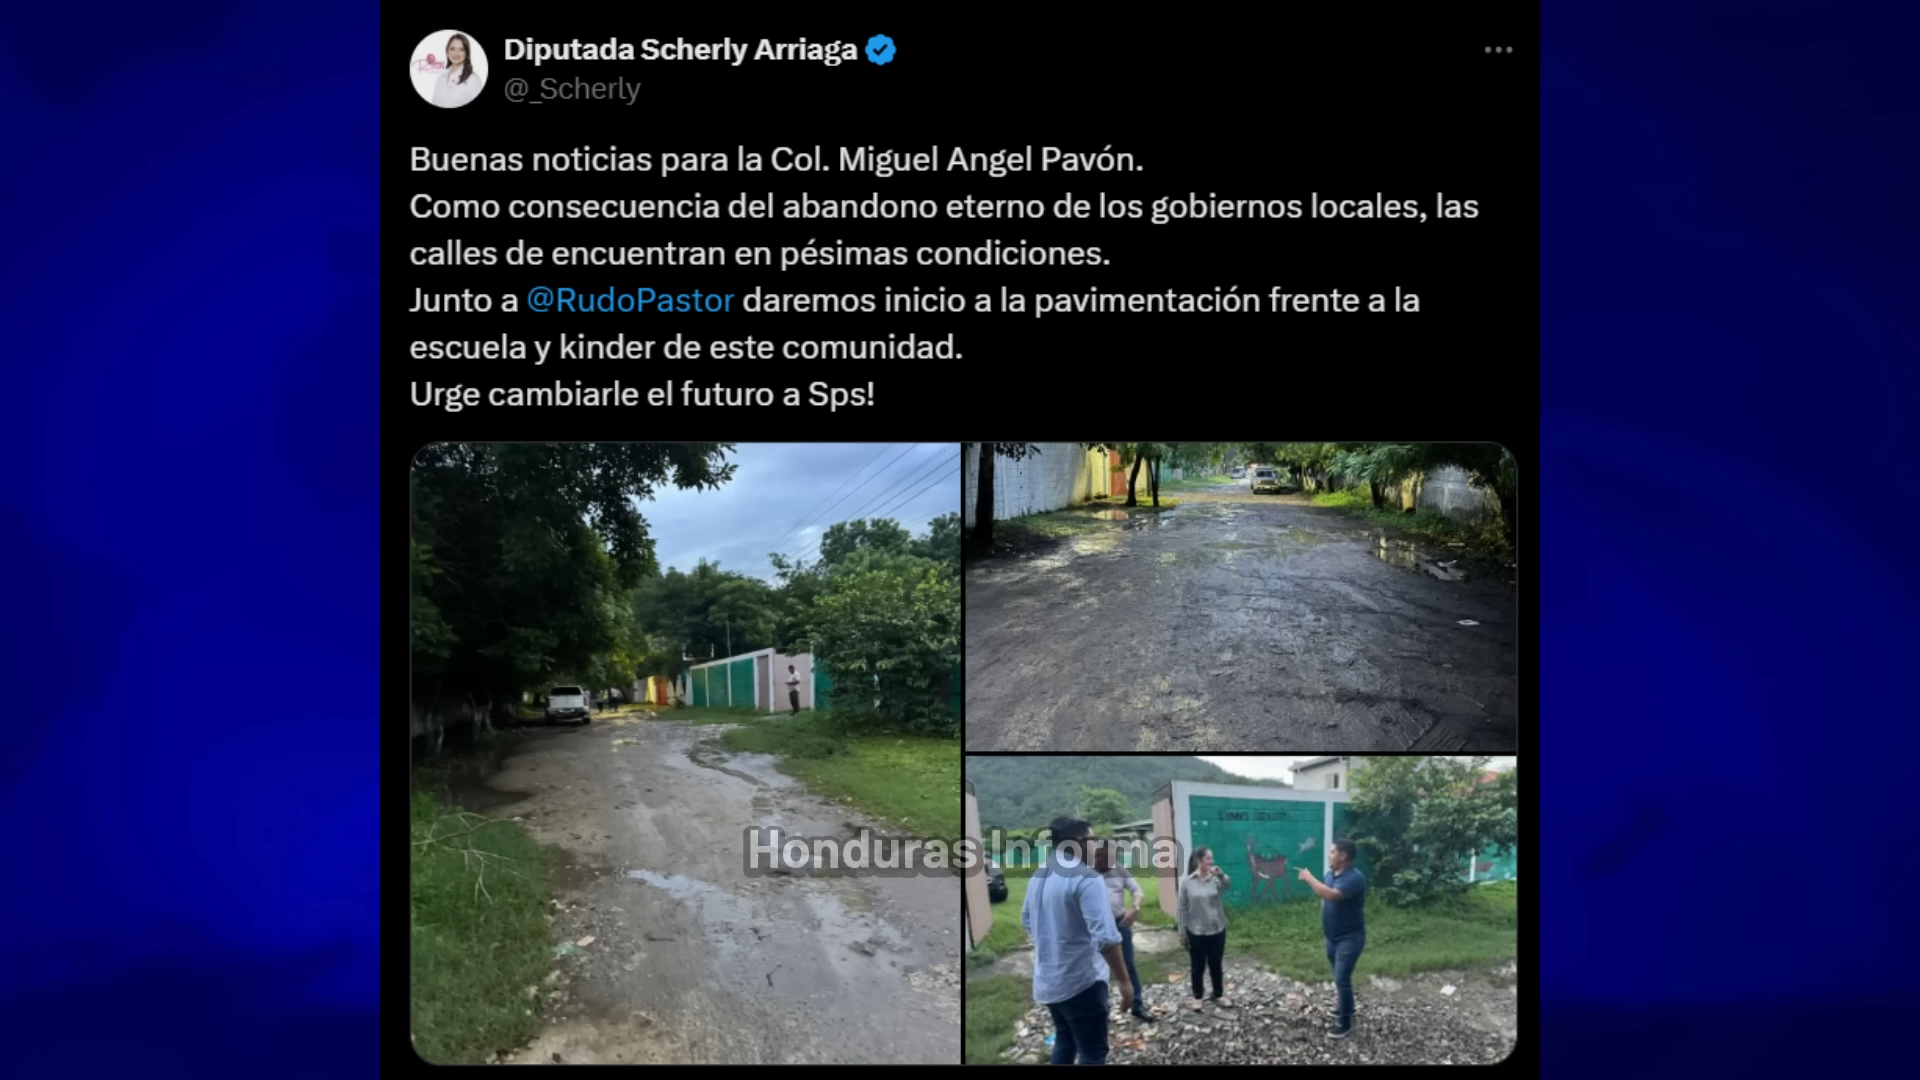 Diputada Scherly Arriaga
@_Scherly
Buenas noticias para la Col. Miguel Angel Pavón.
Como consecuencia del abandono eterno de los gobiernos locales, las
calles de encuentran en pésimas condiciones.
Junto a @RudoPastor daremos inicio a la pavimentación frente a la
escuela y kinder de este comunidad.
Urge cambiarle el futuro a Sps!
Honduras Informa